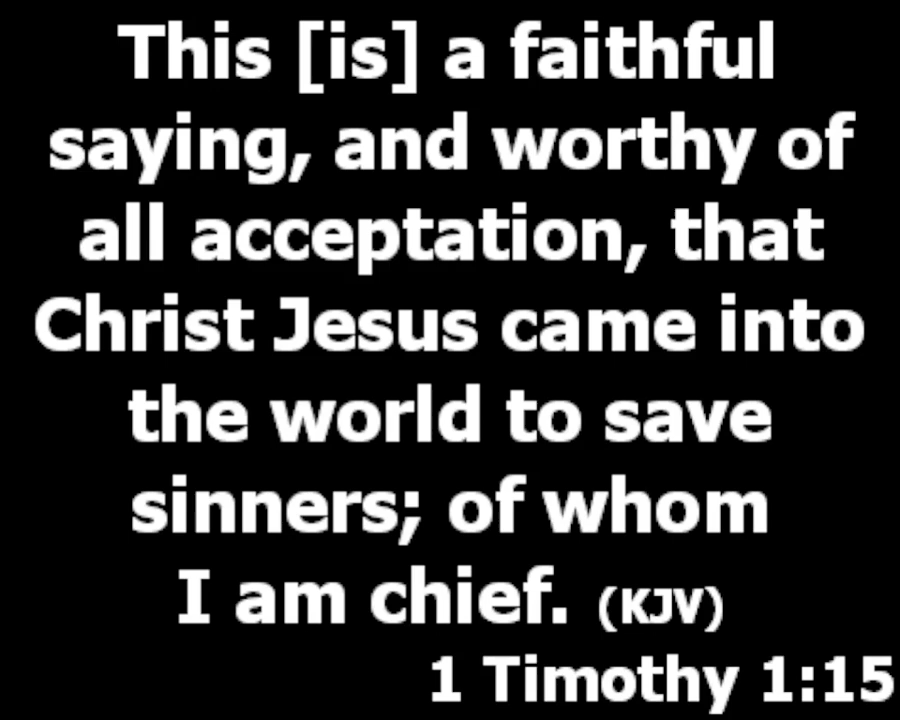 This [is] a faithful
saying, and worthy of
all acceptation, that
Christ Jesus came into
the world to save
sinners; of whom
I am chief. (KJV)
1 Timothy 1:15